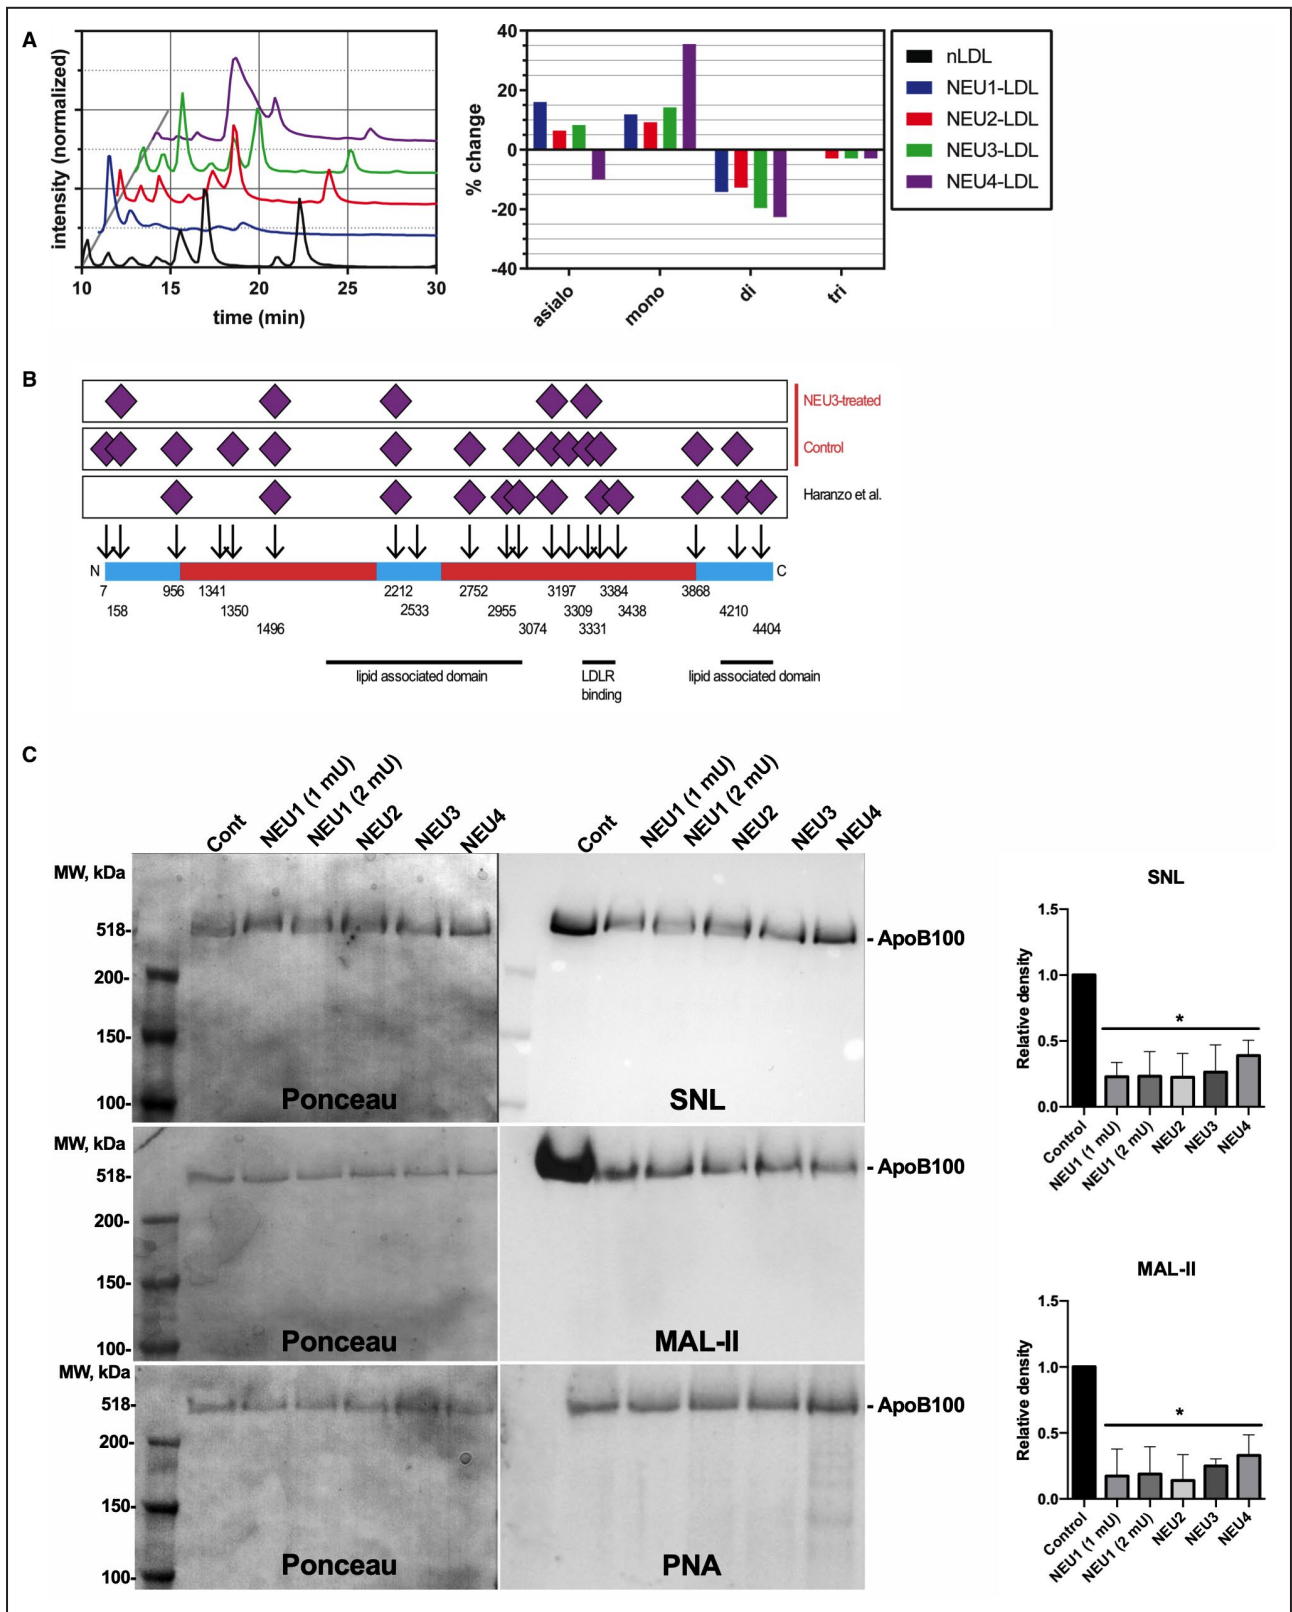 A
intensity (normalized)
10 15 20 25 30
time (min)
% change
40
20
0
-20
-40
asialo mono di tri
nLDL
NEU1-LDL
NEU2-LDL
NEU3-LDL
NEU4-LDL
B
NEU3-treated
Control
Haranzo et al.
N C
7 956 1341 2212 2752 3197 3384 3868
158 1350 2533 2955 3309 3438 4210
1496 3074 3331 4404
lipid associated domain LDLR lipid associated domain
binding
C
Cont NEU1 (1 mU) NEU1 (2 mU) NEU2 NEU3 NEU4 Cont NEU1 (1 mU) NEU1 (2 mU) NEU2 NEU3 NEU4
MW, kDa
518-
200-
150-
100-
Ponceau SNL
- ApoB100
MW, kDa
518-
200-
150-
100-
Ponceau MAL-II
- ApoB100
MW, kDa
518-
200-
150-
100-
Ponceau PNA
- ApoB100
SNL
Relative density
1.5
1.0
0.5
0.0
*
Control NEU1 (1 mU) NEU1 (2 mU) NEU2 NEU3 NEU4
MAL-II
Relative density
1.5
1.0
0.5
0.0
*
Control NEU1 (1 mU) NEU1 (2 mU) NEU2 NEU3 NEU4